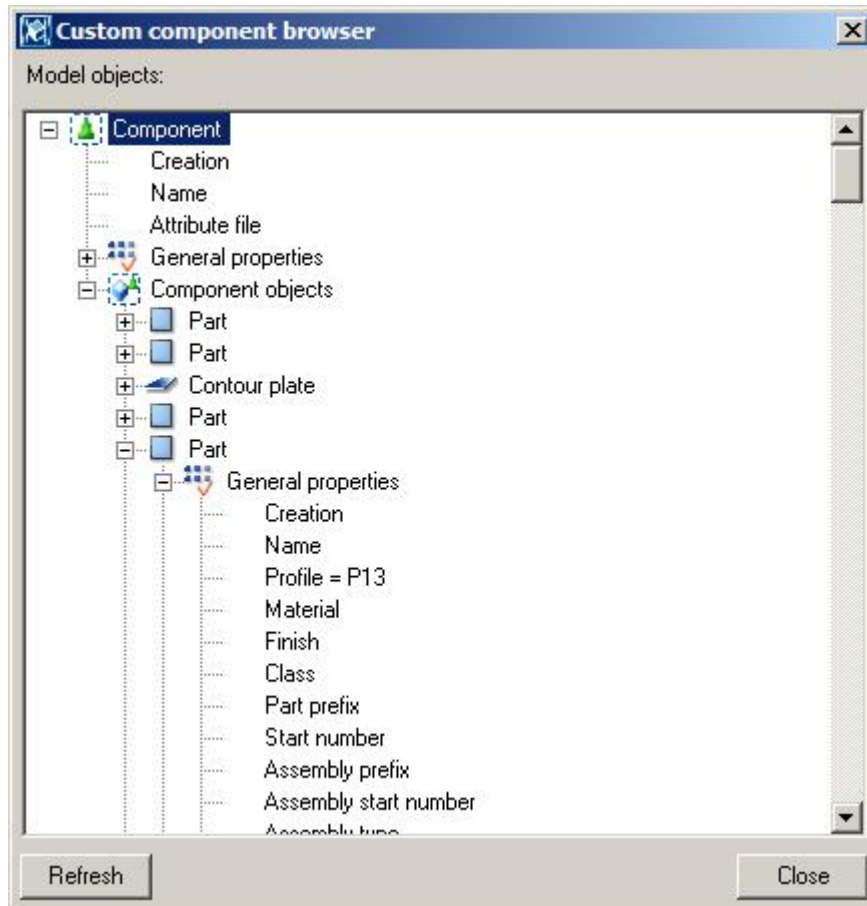 Custom component browser
Model objects:
Component
Creation
Name
Attribute file
General properties
Component objects
Part
Part
Contour plate
Part
Part
General properties
Creation
Name
Profile = P13
Material
Finish
Class
Part prefix
Start number
Assembly prefix
Assembly start number
Assembly type
Refresh
Close